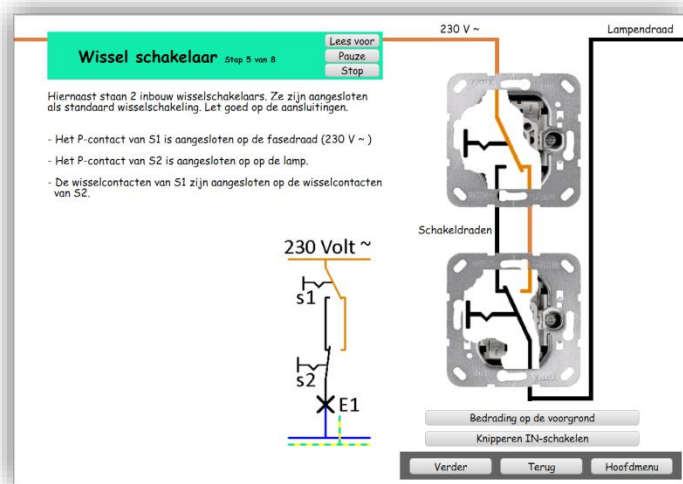 230 V ~
Lampendraad
Wissel schakelaar Stap 5 van 8
Lees voor
Pauze
Stop
Hiernaast staan 2 inbouw wisselschakelaars. Ze zijn aangesloten
als standaard wisselschakeling. Let goed op de aansluitingen.
- Het P-contact van S1 is aangesloten op de fasedraad (230 V ~ )
- Het P-contact van S2 is aangesloten op op de lamp.
- De wisselcontacten van S1 zijn aangesloten op de wisselcontacten
van S2.
Schakeldraden
230 Volt ~
s1
s2
E1
Bedrading op de voorgrond
Knipperen IN-schakelen
Verder
Terug
Hoofdmenu